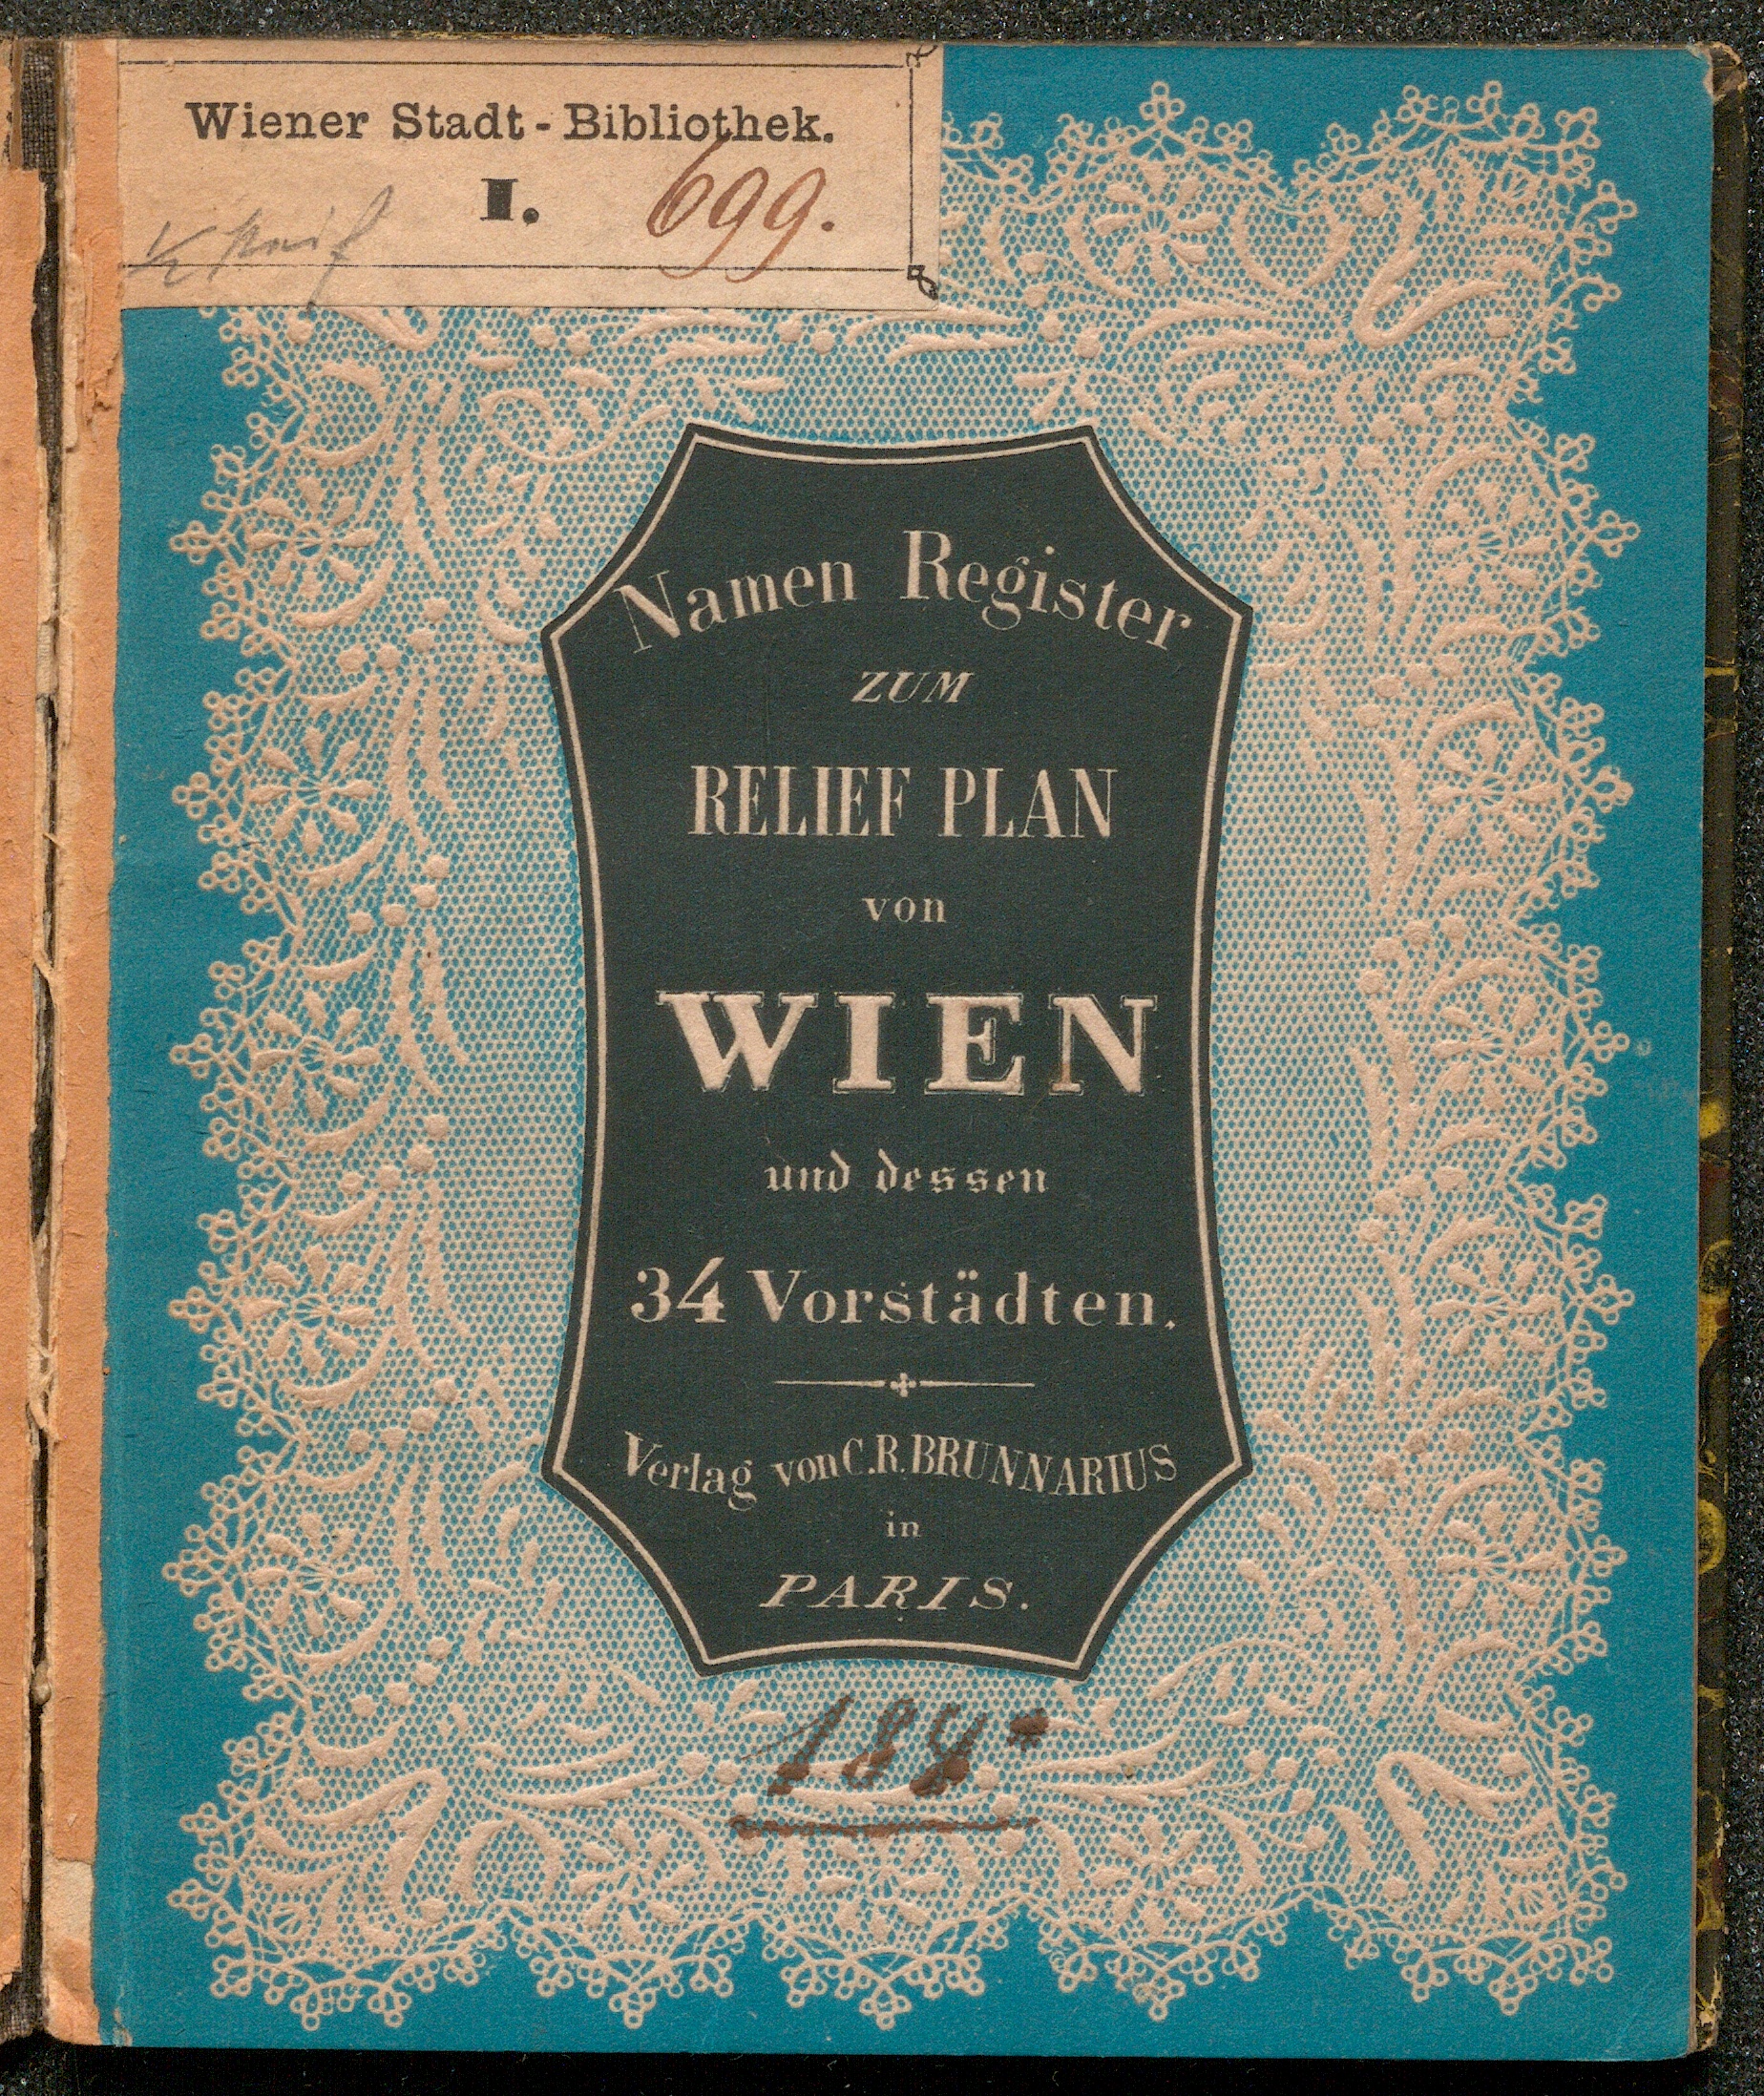 Wiener Stadt-Bibliothek.
I. 699.
Namen Register
ZUM
RELIEF PLAN
von
WIEN
und dessen
34 Vorstädten.
Verlag von C.R. BRUNNARIUS
in
PARIS.